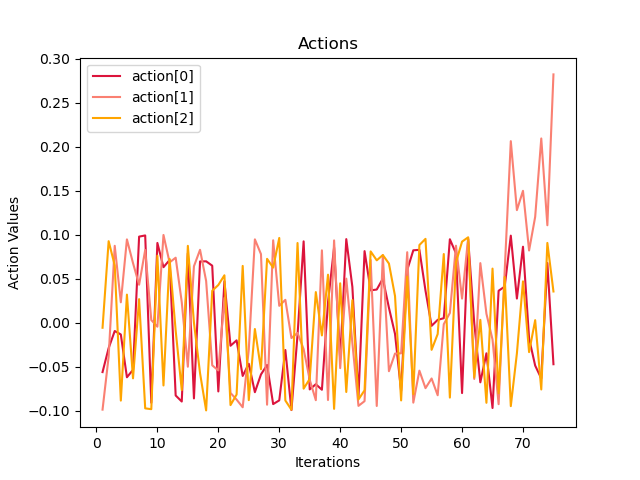 Actions
action[0]
action[1]
action[2]
Action Values
0.30
0.25
0.20
0.15
0.10
0.05
0.00
−0.05
−0.10
0 10 20 30 40 50 60 70
Iterations